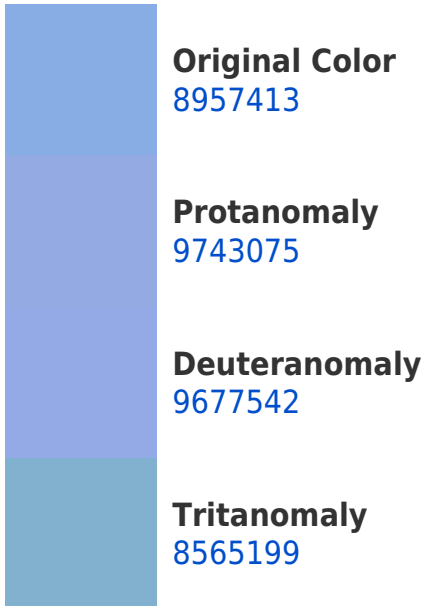 Original Color
8957413
Protanomaly
9743075
Deuteranomaly
9677542
Tritanomaly
8565199